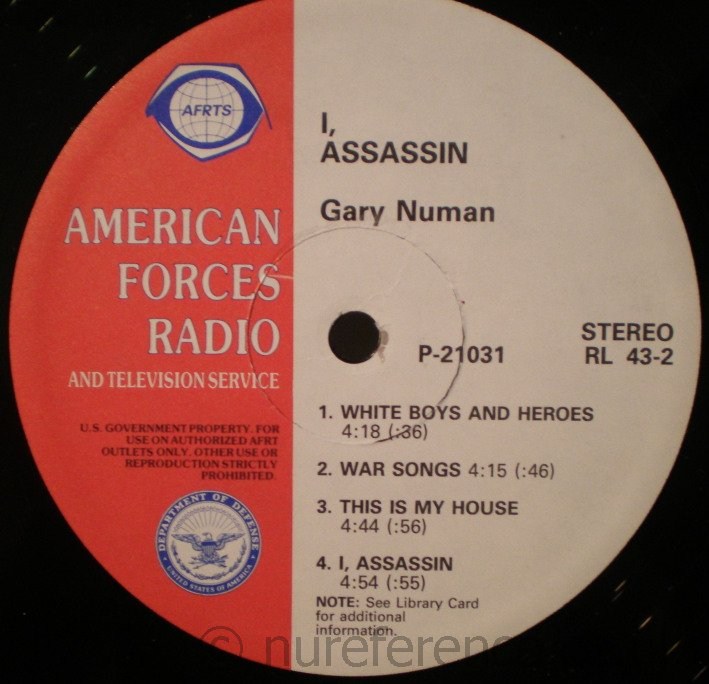 AFRTS
AMERICAN
FORCES
RADIO
AND TELEVISION SERVICE
U.S. GOVERNMENT PROPERTY. FOR
USE ON AUTHORIZED AFRT
OUTLETS ONLY. OTHER USE OR
REPRODUCTION STRICTLY
PROHIBITED.
DEPARTMENT OF DEFENSE
UNITED STATES OF AMERICA
I,
ASSASSIN
Gary Numan
P-21031
STEREO
RL 43-2
1. WHITE BOYS AND HEROES
4:18 (:36)
2. WAR SONGS 4:15 (:46)
3. THIS IS MY HOUSE
4:44 (:56)
4. I, ASSASSIN
4:54 (:55)
NOTE: See Library Card
for additional
information.
© nureference